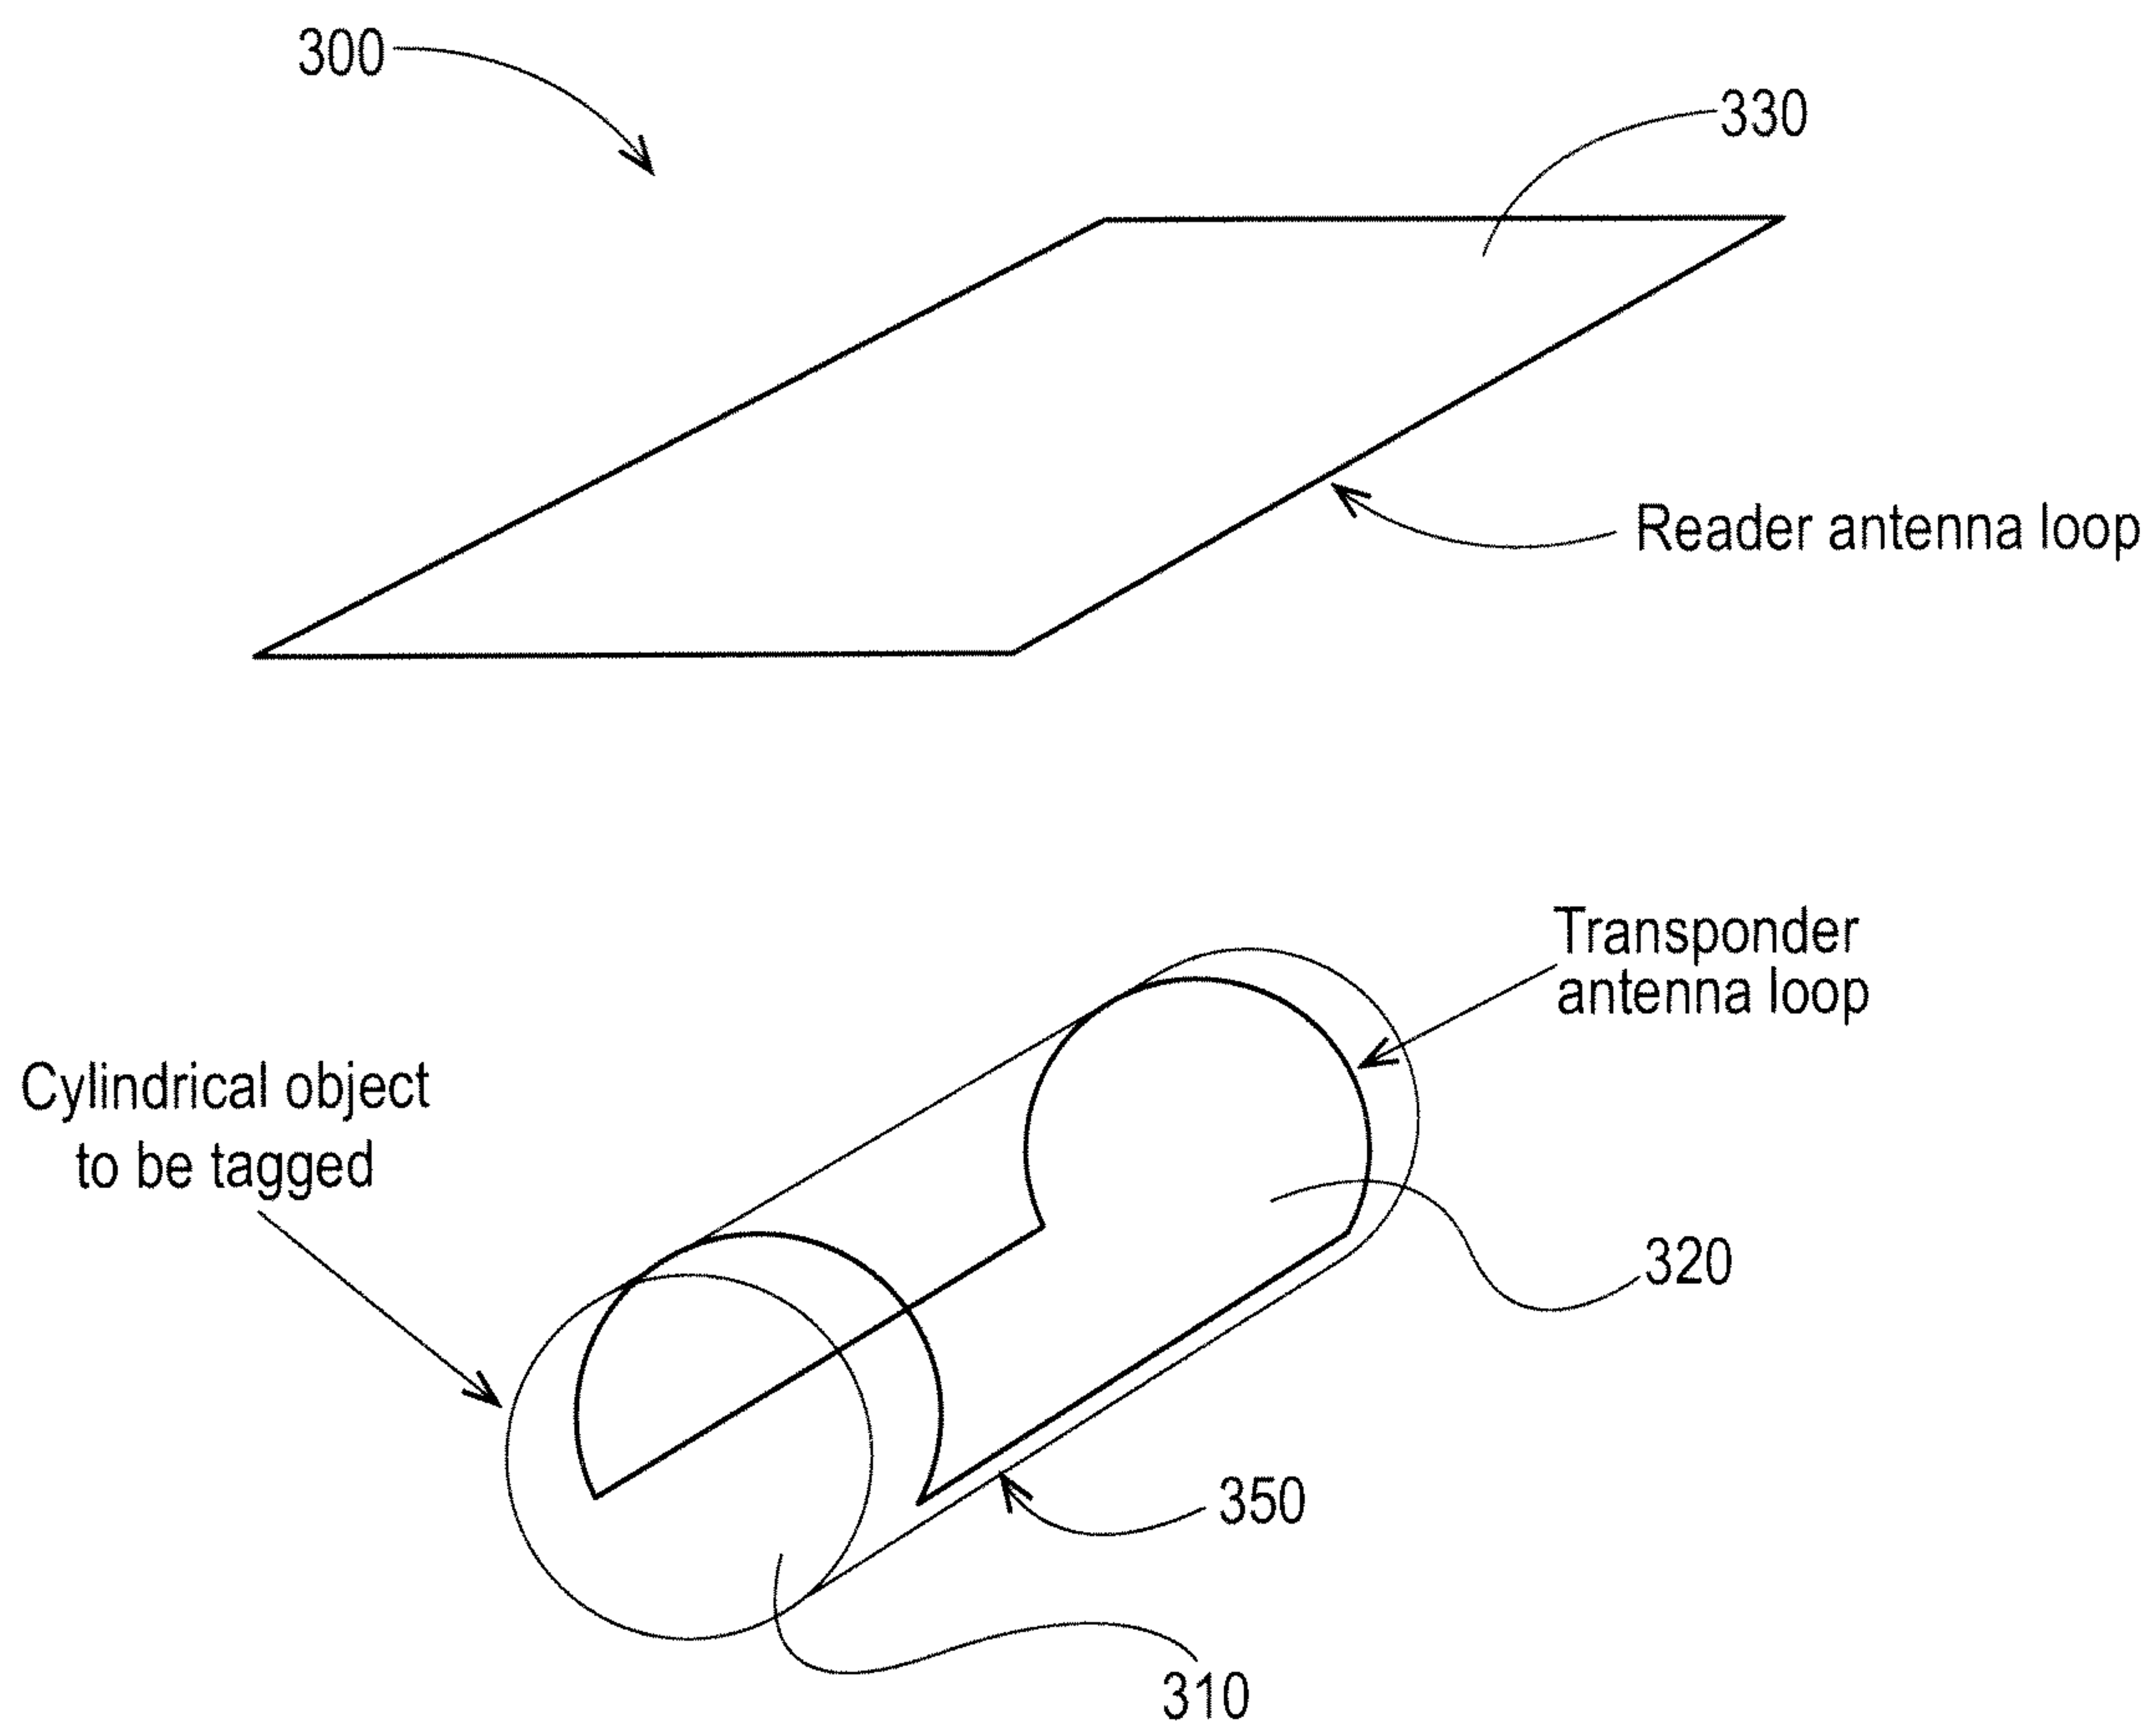 300
330
Reader antenna loop
Transponder
antenna loop
Cylindrical object
to be tagged
320
350
310